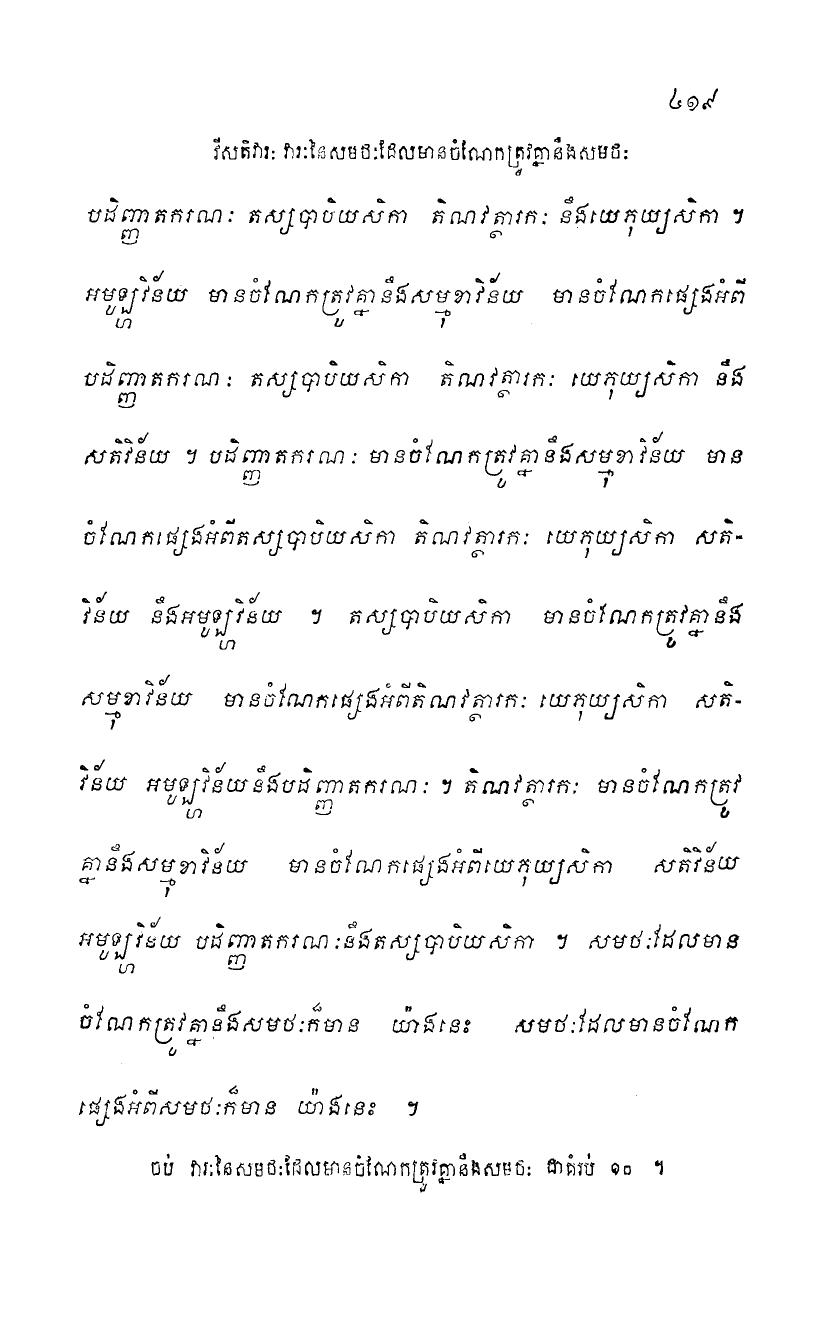 ៤១៩
វីសតិវារៈ វារៈនៃសមថៈដែលមានចំណែកត្រូវគ្នានឹងសមថៈ
បដិញ្ញាតករណៈ តស្សបាបិយសិកា តិណវត្ថារកៈ នឹងយេភុយ្យសិកា ។
អមូឡ្ហវិន័យ មានចំណែកត្រូវគ្នានឹងសម្មុខាវិន័យ មានចំណែកផ្សេងអំពី
បដិញ្ញាតករណៈ តស្សបាបិយសិកា តិណវត្ថារកៈ យេភុយ្យសិកា នឹង
សតិវិន័យ ។ បដិញ្ញាតករណៈ មានចំណែកត្រូវគ្នានឹងសម្មុខាវិន័យ មាន
ចំណែកផ្សេងអំពីតស្សបាបិយសិកា តិណវត្ថារកៈ យេភុយ្យសិកា សតិ-
វិន័យ នឹងអមូឡ្ហវិន័យ ។ តស្សបាបិយសិកា មានចំណែកត្រូវគ្នានឹង
សម្មុខាវិន័យ មានចំណែកផ្សេងអំពីតិណវត្ថារកៈ យេភុយ្យសិកា សតិ-
វិន័យ អមូឡ្ហវិន័យនឹងបដិញ្ញាតករណៈ ។ តិណវត្ថារកៈ មានចំណែកត្រូវ
គ្នានឹងសម្មុខាវិន័យ មានចំណែកផ្សេងអំពីយេភុយ្យសិកា សតិវិន័យ
អមូឡ្ហវិន័យ បដិញ្ញាតករណៈនឹងតស្សបាបិយសិកា ។ សមថៈដែលមាន
ចំណែកត្រូវគ្នានឹងសមថៈក៏មាន យ៉ាងនេះ សមថៈដែលមានចំណែក
ផ្សេងអំពីសមថៈក៏មាន យ៉ាងនេះ ។
ចប់ វារៈនៃសមថៈដែលមានចំណែកត្រូវគ្នានឹងសមថៈ ជាគំរប់ ១០ ។